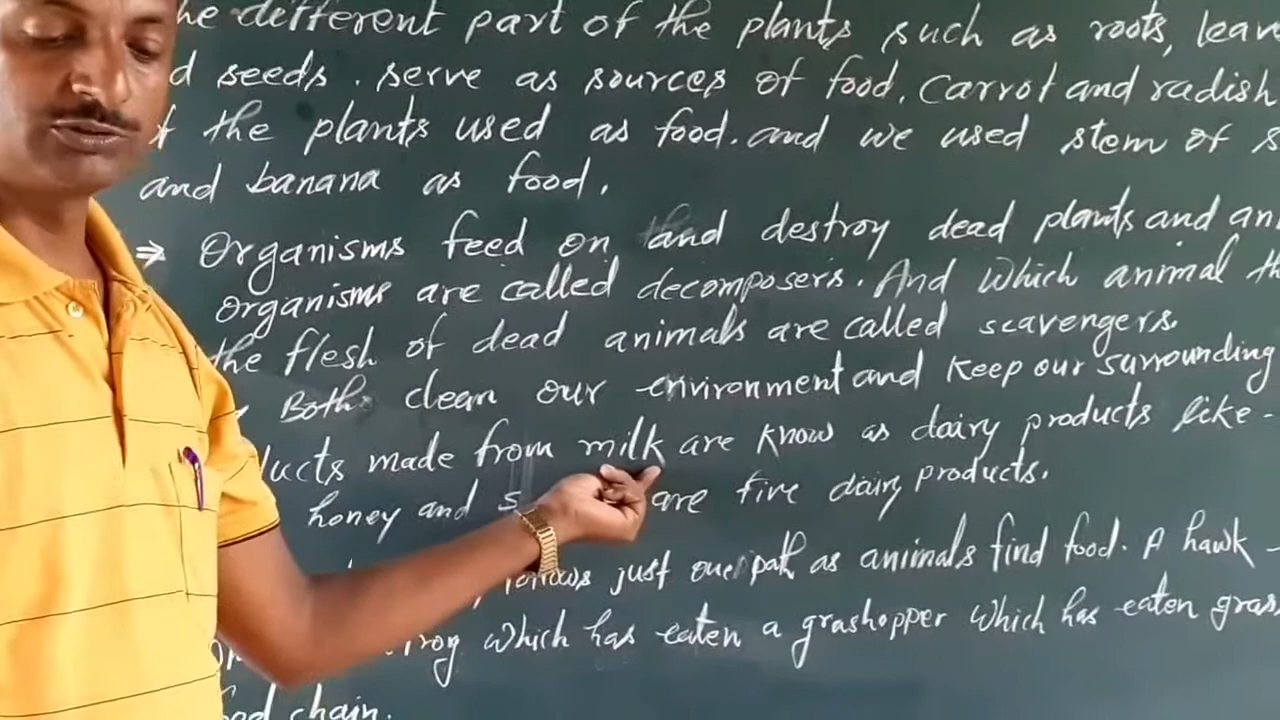 he different part of the plants such as roots, leav
d seeds. serve as sources of food. Carrot and radish
the plants used as food. and we used stem of s
and banana as food.
⇒ Organisms feed on and destroy dead plants and an
organisms are called decomposers. And which animal th
the flesh of dead animals are called scavengers.
Both clean our environment and keep our surrounding
ducts made from milk are know as dairy products like -
honey and s are five dairy products.
just one path as animals find food. A hawk -
frog which has eaten a grashopper which has eaten gras
food chain.